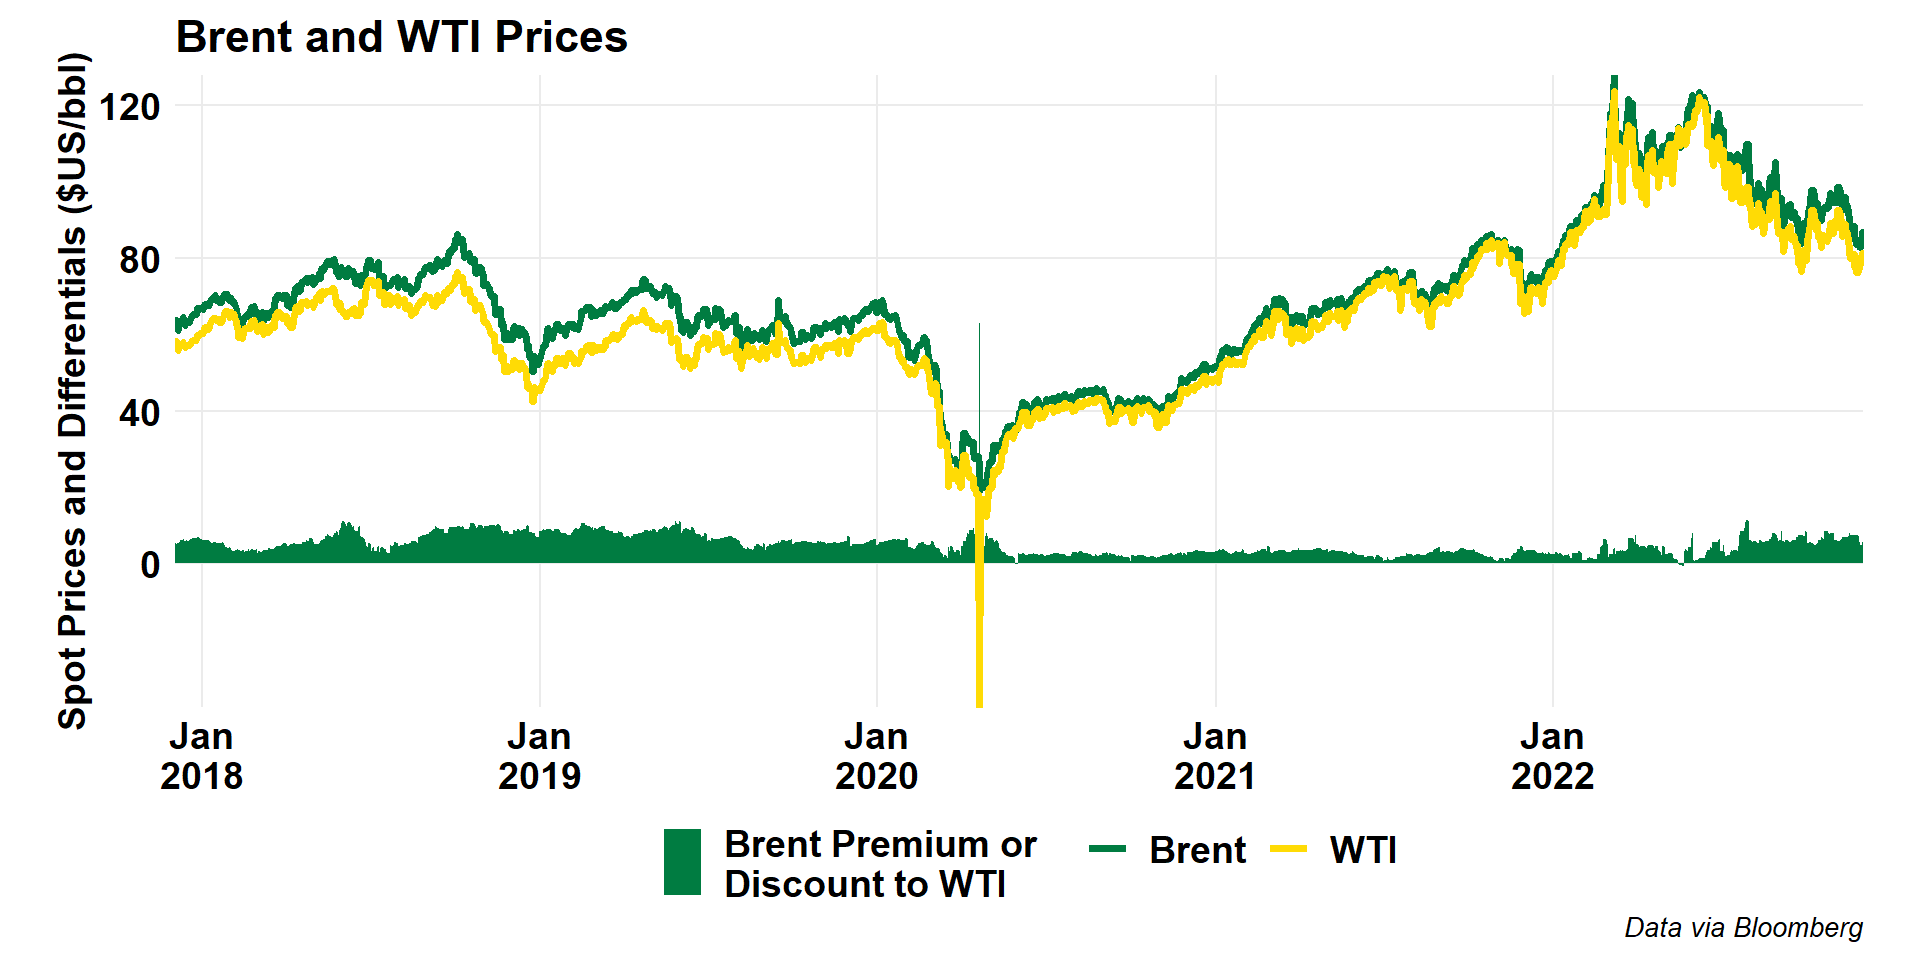 Brent and WTI Prices
Spot Prices and Differentials ($US/bbl)
120
80
40
0
Jan
2018
Jan
2019
Jan
2020
Jan
2021
Jan
2022
Brent Premium or
Discount to WTI
Brent
WTI
Data via Bloomberg